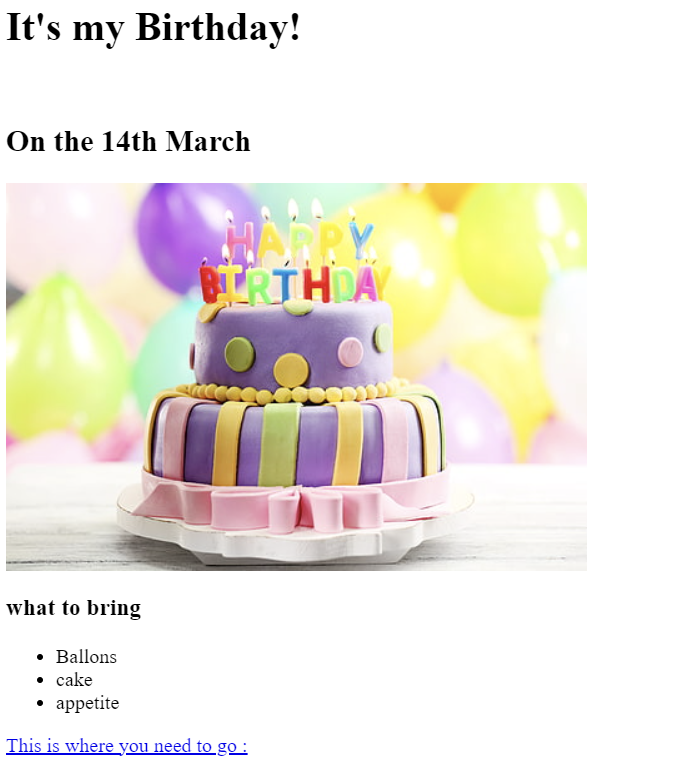 It's my Birthday!
On the 14th March
HAPPY
BIRTHDAY
what to bring
Ballons
cake
appetite
This is where you need to go :